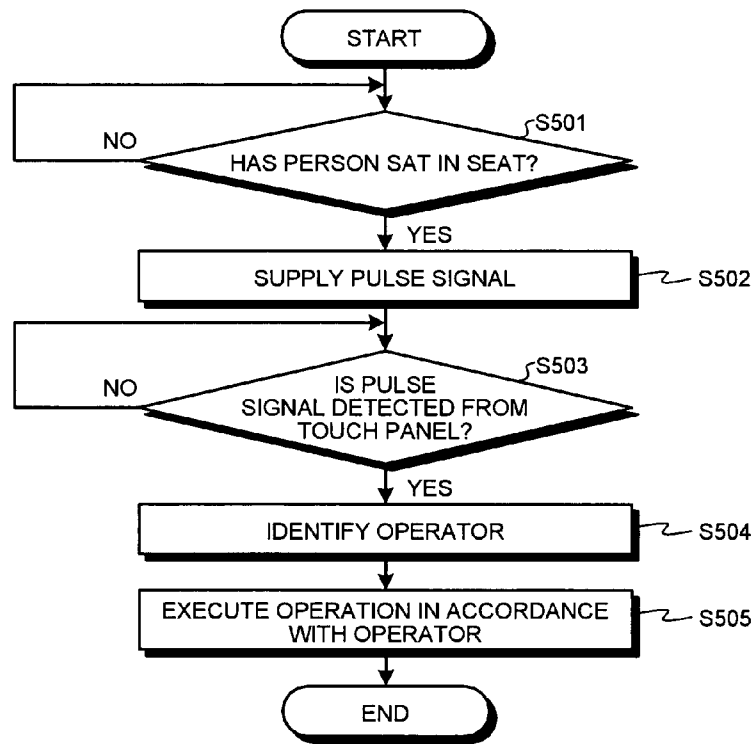 START
S501
NO
HAS PERSON SAT IN SEAT?
YES
SUPPLY PULSE SIGNAL
S502
S503
NO
IS PULSE
SIGNAL DETECTED FROM
TOUCH PANEL?
YES
IDENTIFY OPERATOR
S504
EXECUTE OPERATION IN ACCORDANCE
WITH OPERATOR
S505
END